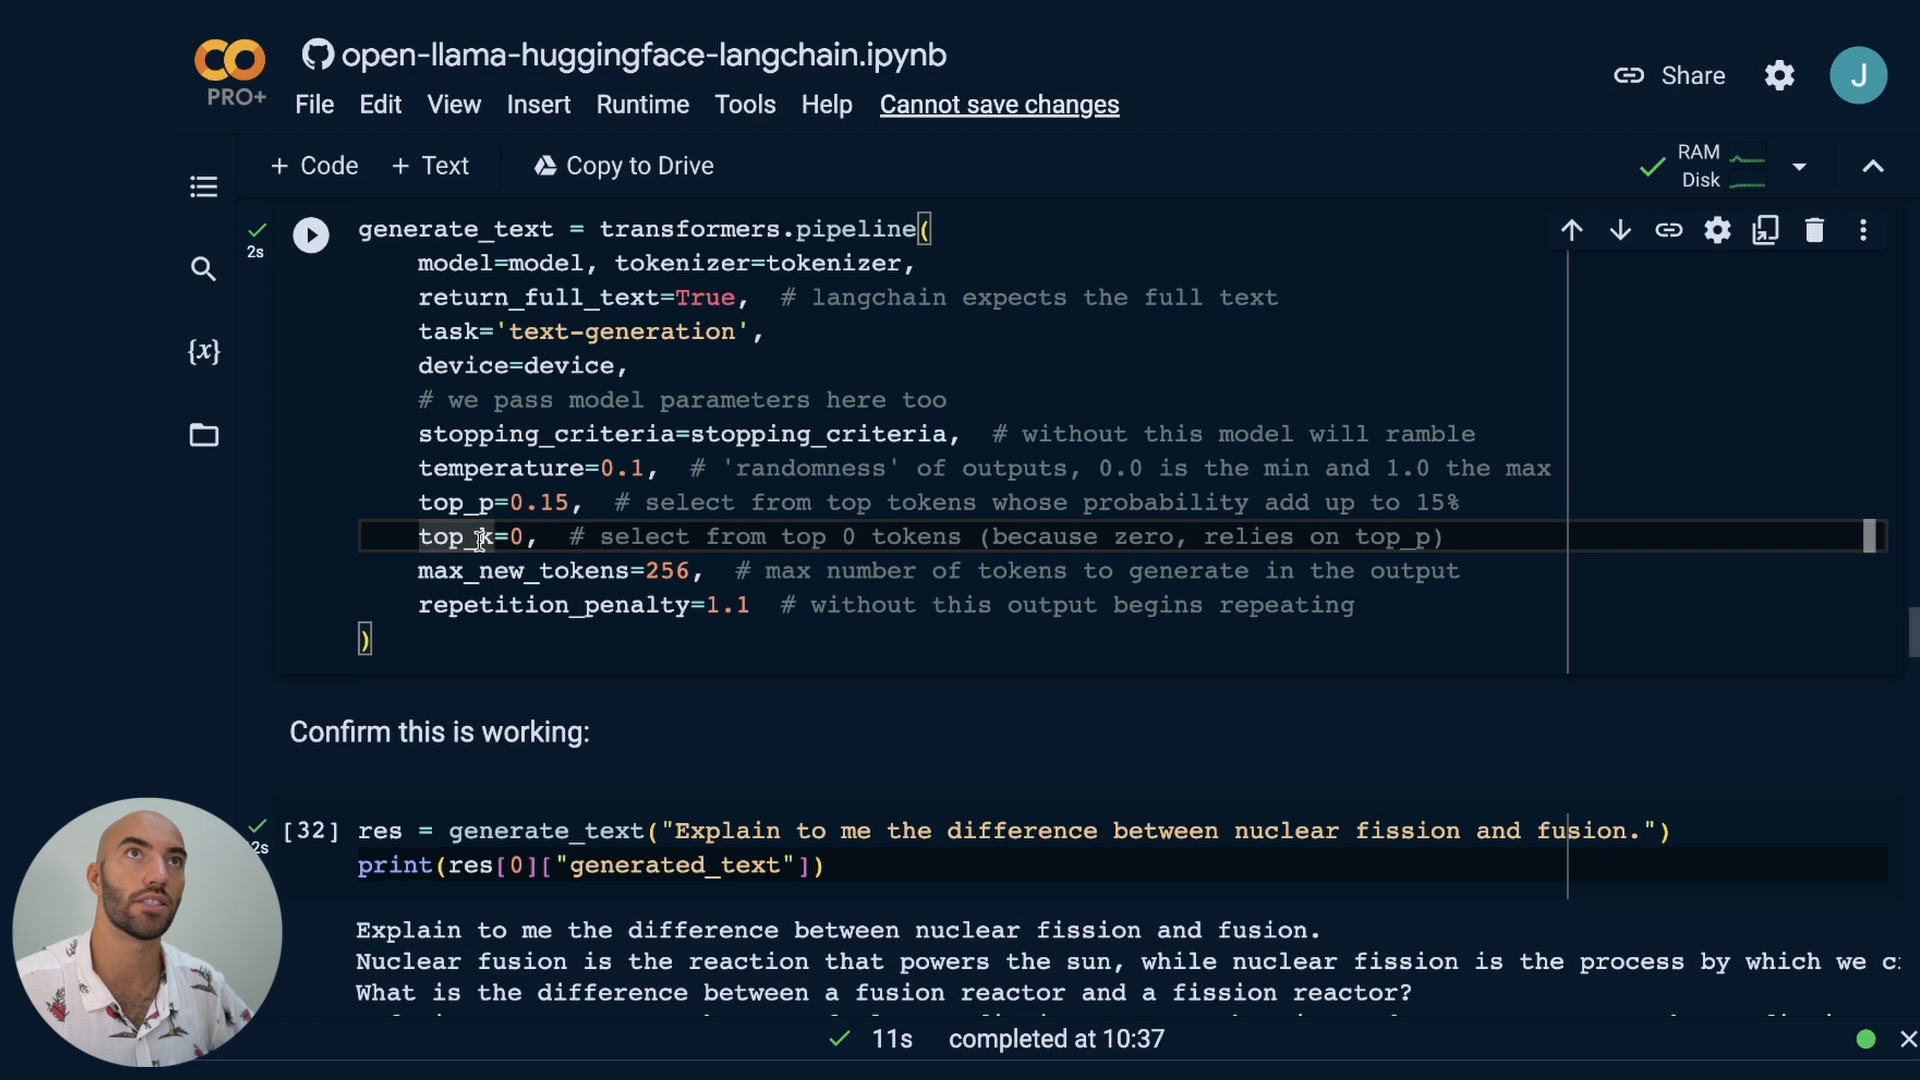 open-llama-huggingface-langchain.ipynb
PRO+
File Edit View Insert Runtime Tools Help Cannot save changes
Share
J
+ Code + Text Copy to Drive
RAM
Disk
generate_text = transformers.pipeline(
model=model, tokenizer=tokenizer,
return_full_text=True,  # langchain expects the full text
task='text-generation',
device=device,
# we pass model parameters here too
stopping_criteria=stopping_criteria,  # without this model will ramble
temperature=0.1,  # 'randomness' of outputs, 0.0 is the min and 1.0 the max
top_p=0.15,  # select from top tokens whose probability add up to 15%
top_k=0,  # select from top 0 tokens (because zero, relies on top_p)
max_new_tokens=256,  # max number of tokens to generate in the output
repetition_penalty=1.1  # without this output begins repeating
)
2s
{x}
Confirm this is working:
[32] res = generate_text("Explain to me the difference between nuclear fission and fusion.")
print(res[0]["generated_text"])
2s
Explain to me the difference between nuclear fission and fusion.
Nuclear fusion is the reaction that powers the sun, while nuclear fission is the process by which we
What is the difference between a fusion reactor and a fission reactor?
11s completed at 10:37